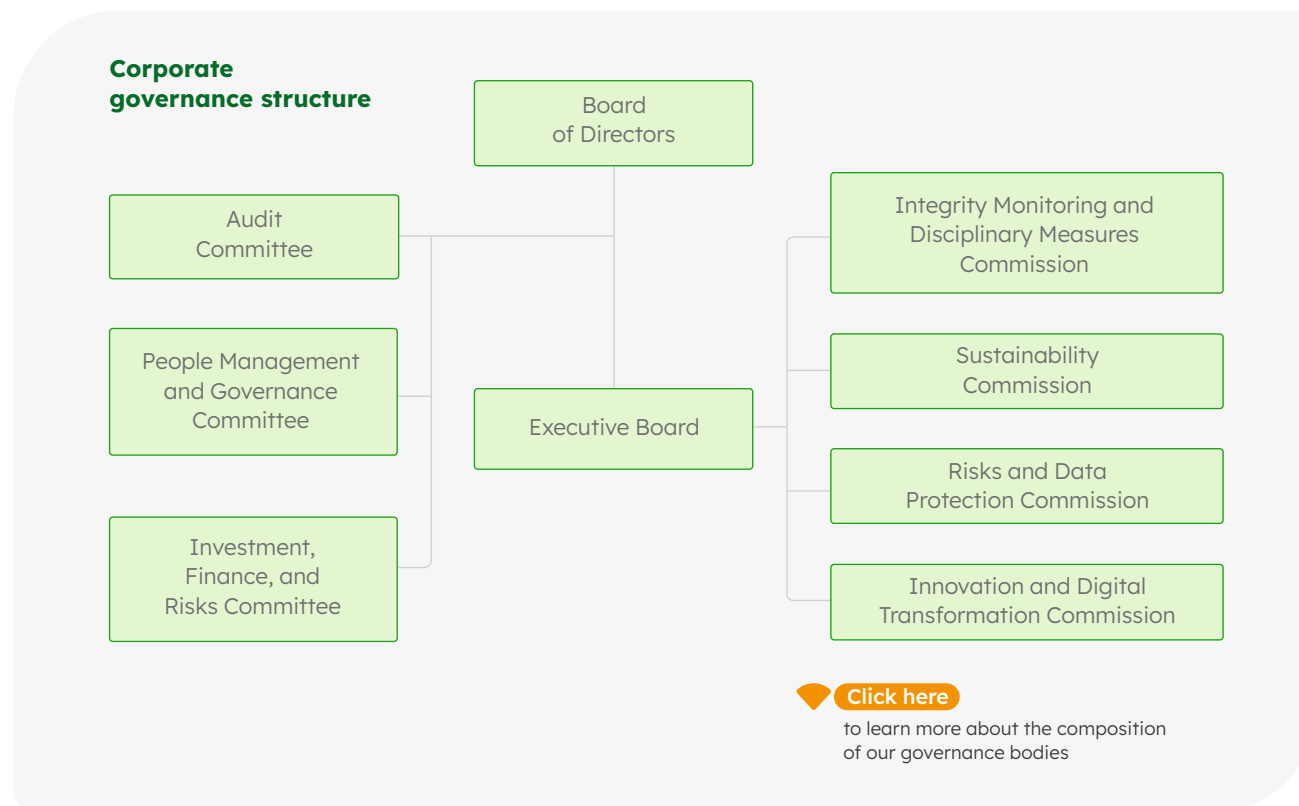 Corporate
governance structure
Board
of Directors
Audit
Committee
People Management
and Governance
Committee
Investment,
Finance, and
Risks Committee
Executive Board
Integrity Monitoring and
Disciplinary Measures
Commission
Sustainability
Commission
Risks and Data
Protection Commission
Innovation and Digital
Transformation Commission
Click here
to learn more about the composition
of our governance bodies